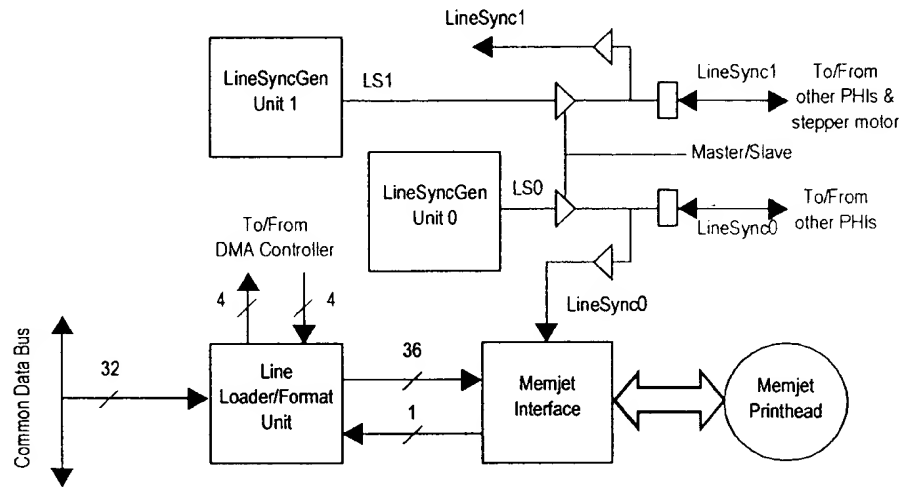 LineSync1
LineSyncGen
Unit 1
LS1
LineSync1
To/From
other PHIs &
stepper motor
Master/Slave
LineSyncGen
Unit 0
LS0
To/From
other PHIs
LineSync0
To/From
DMA Controller
4
4
LineSync0
Common Data Bus
32
Line
Loader/Format
Unit
36
1
Memjet
Interface
Memjet
Printhead